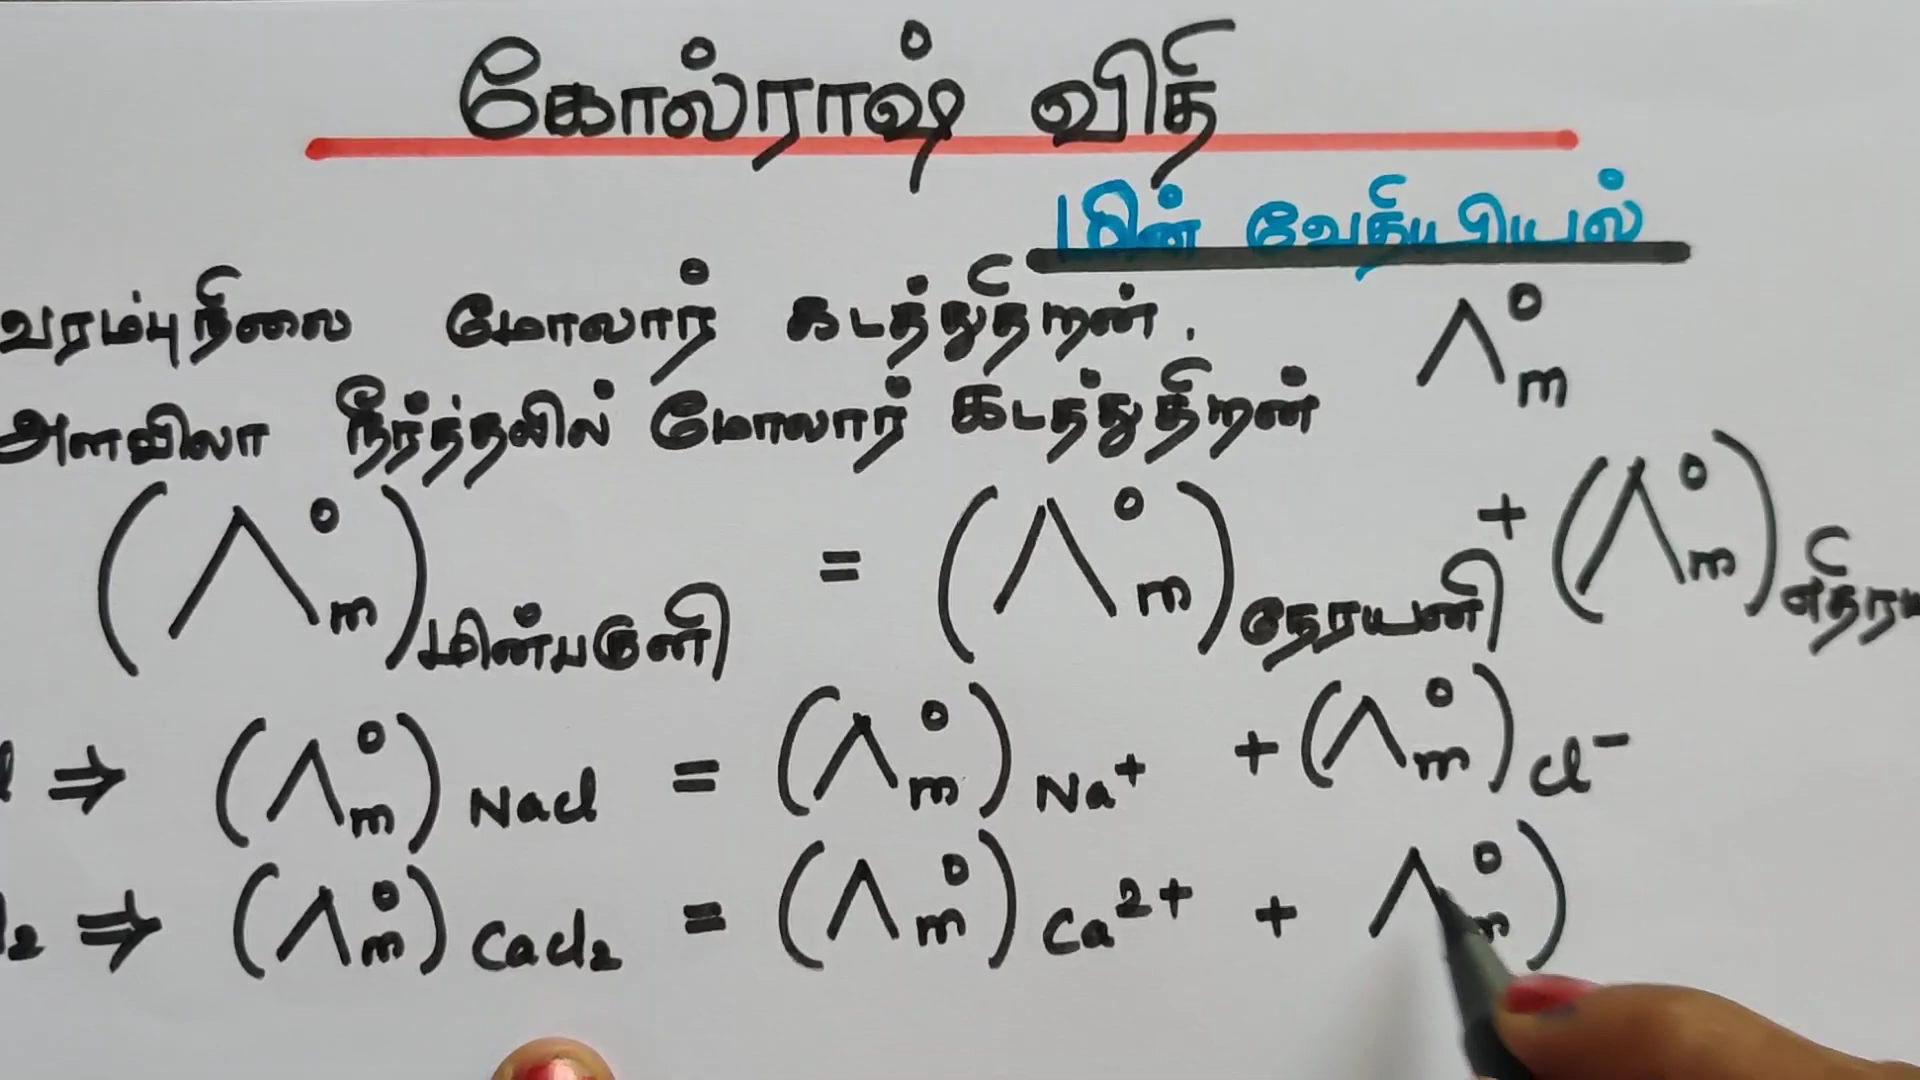 கோல்ராஷ் விதி
மின் வேதியியல்
வரம்புநிலை மோலார் கடத்துதிறன். Λ°m
அளவிலா நீர்த்தலில் மோலார் கடத்துதிறன்
(Λ°m)மின்பகுளி = (Λ°m)நேரயனி + (Λ°m)
⇒ (Λ°m)NaCl = (Λ°m)Na⁺ + (Λ°m)Cl⁻
⇒ (Λ°m)CaCl₂ = (Λ°m)Ca²⁺ + Λ°m)